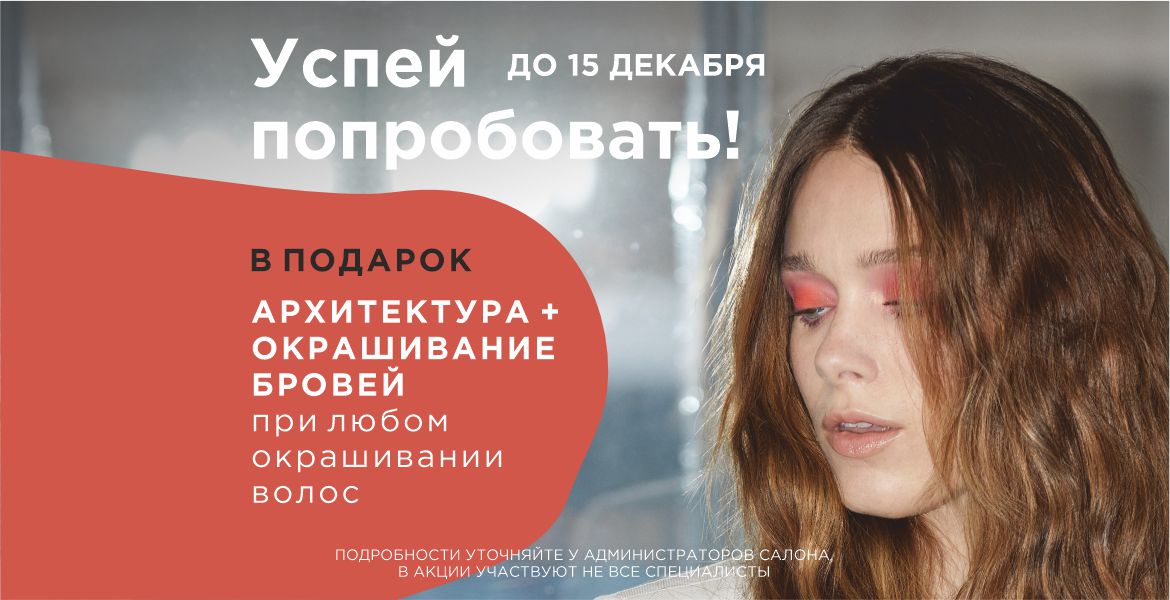 Успей ДО 15 ДЕКАБРЯ
попробовать!
В ПОДАРОК
АРХИТЕКТУРА +
ОКРАШИВАНИЕ
БРОВЕЙ
при любом
окрашивании
волос
ПОДРОБНОСТИ УТОЧНЯЙТЕ У АДМИНИСТРАТОРОВ САЛОНА,
В АКЦИИ УЧАСТВУЮТ НЕ ВСЕ СПЕЦИАЛИСТЫ